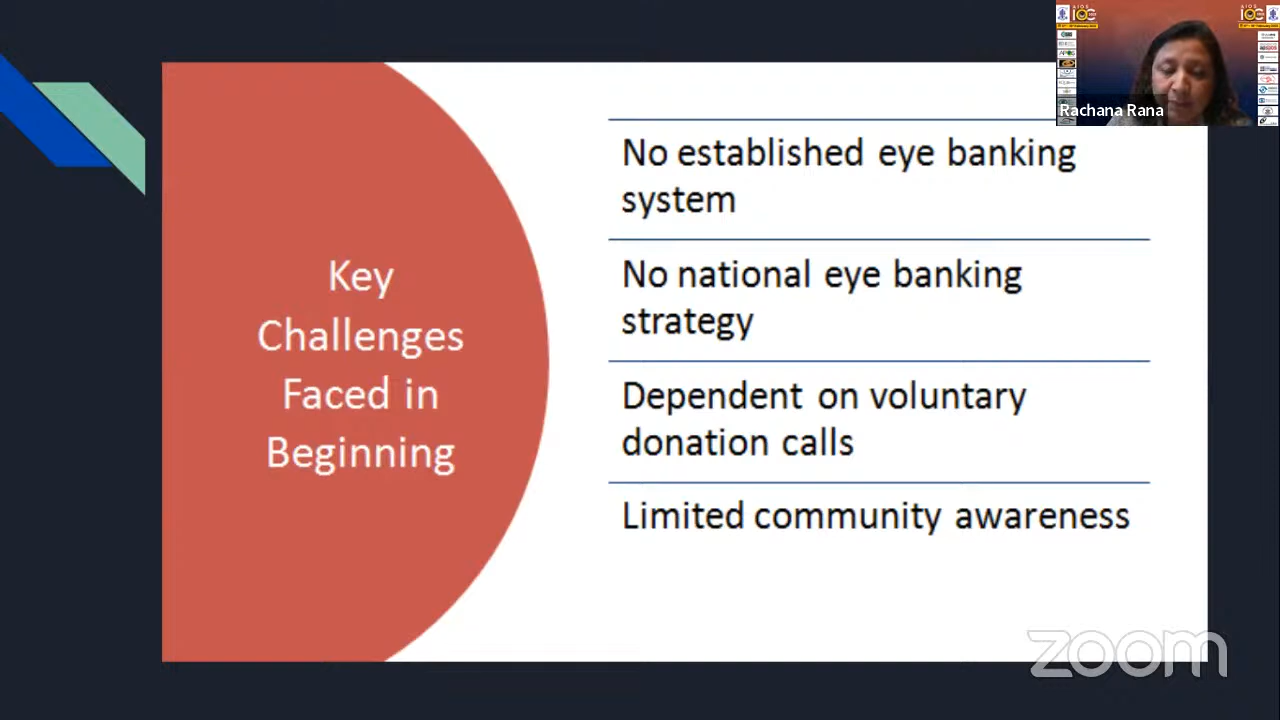 AIOS
Rachana Rana
Key
Challenges
Faced in
Beginning
No established eye banking
system
No national eye banking
strategy
Dependent on voluntary
donation calls
Limited community awareness
zoom